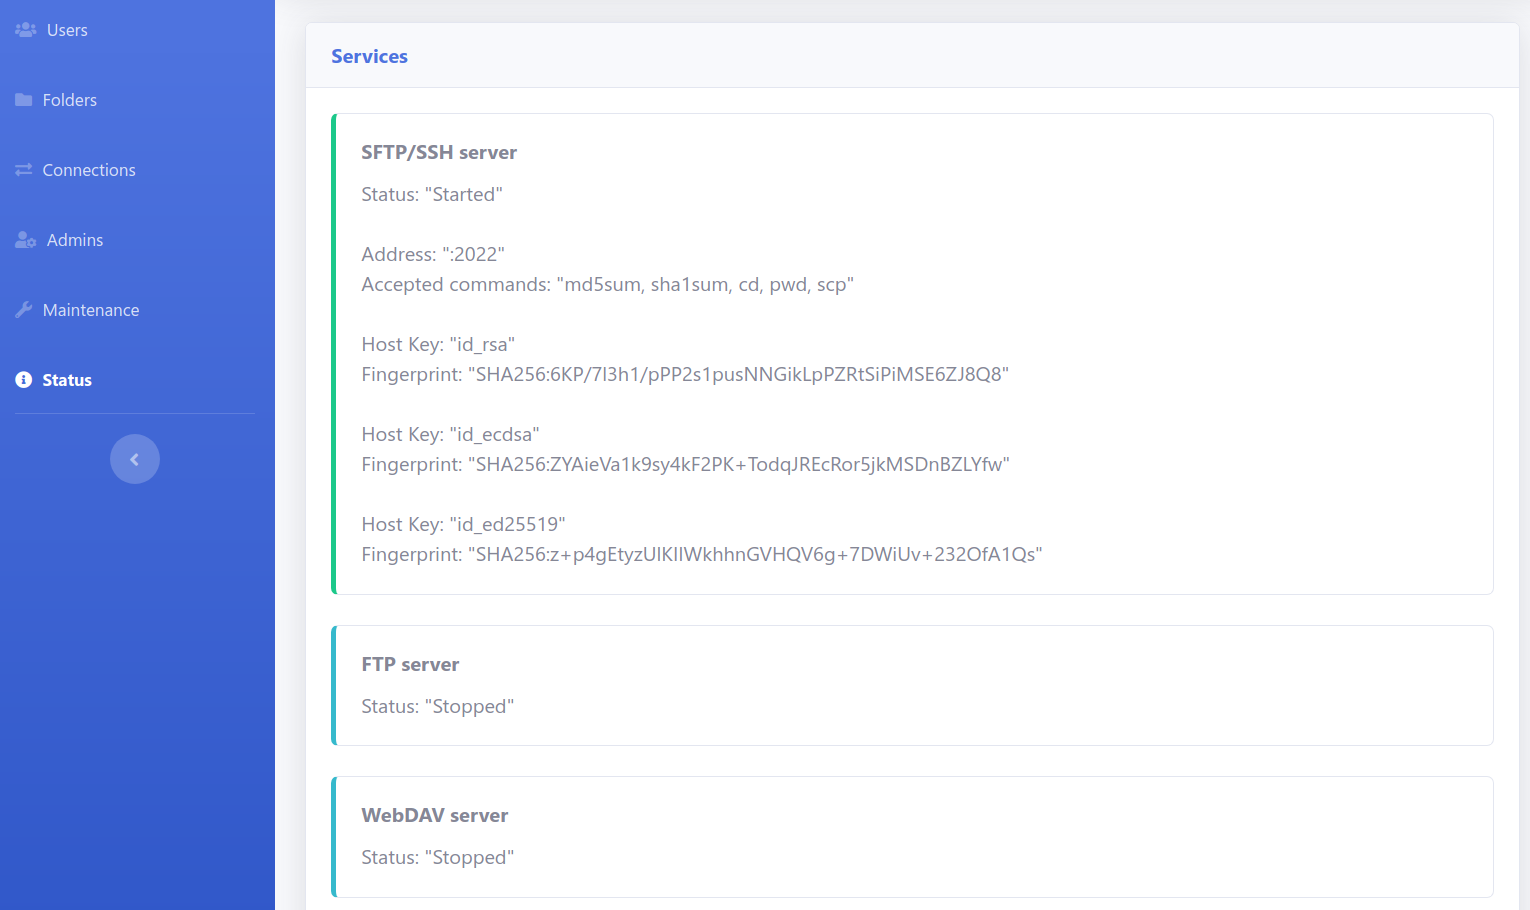 Users
Folders
Connections
Admins
Maintenance
Status
Services
SFTP/SSH server
Status: "Started"
Address: ":2022"
Accepted commands: "md5sum, sha1sum, cd, pwd, scp"
Host Key: "id_rsa"
Fingerprint: "SHA256:6KP/7I3h1/pPP2s1pusNNGikLpPZRtSiPiMSE6ZJ8Q8"
Host Key: "id_ecdsa"
Fingerprint: "SHA256:ZYAieVa1k9sy4kF2PK+TodqJREcRor5jkMSDnBZLYfw"
Host Key: "id_ed25519"
Fingerprint: "SHA256:z+p4gEtyzUIKIIWkhhnGVHQV6g+7DWiUv+232OfA1Qs"
FTP server
Status: "Stopped"
WebDAV server
Status: "Stopped"